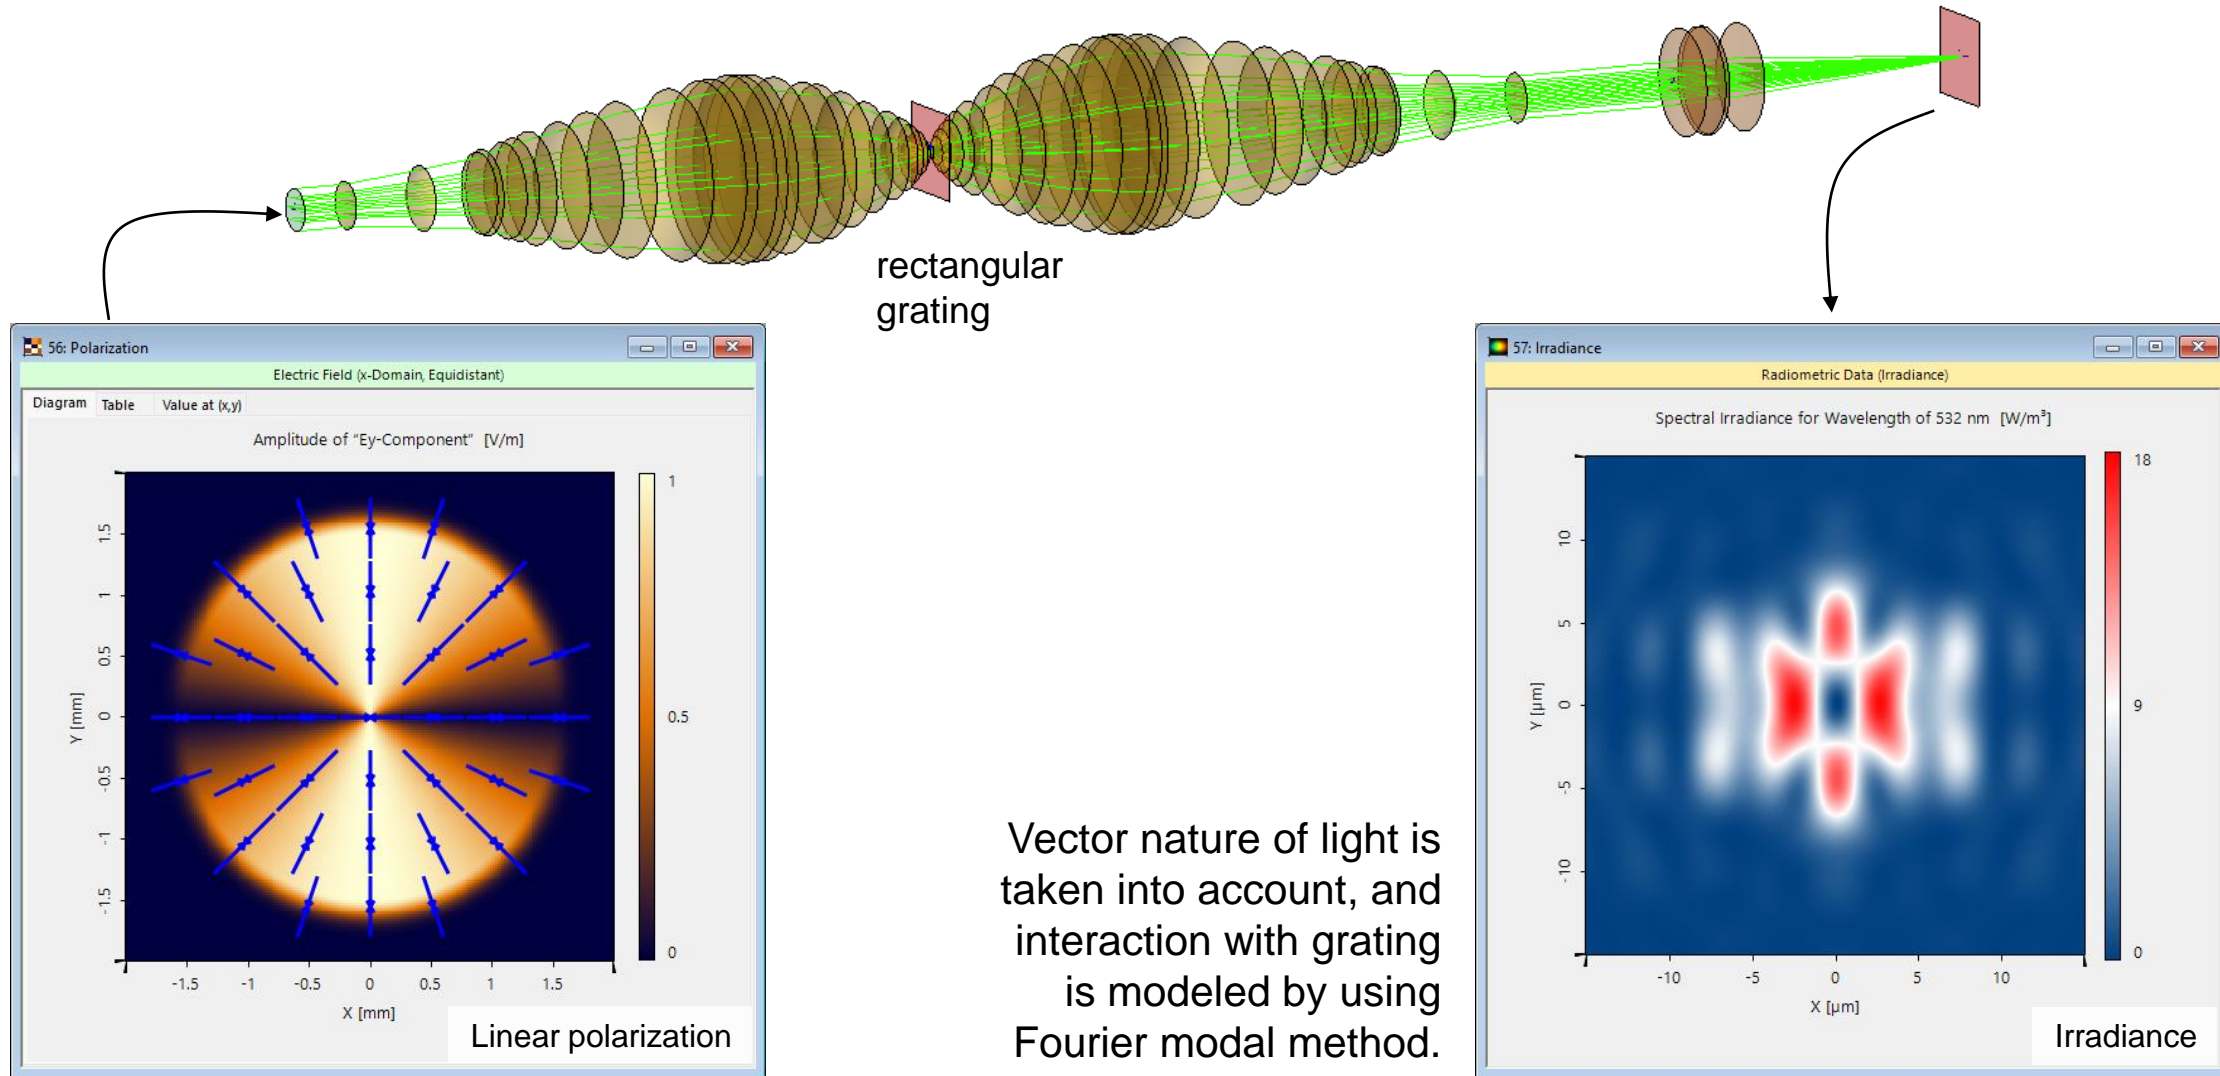 rectangular
grating
56: Polarization
Electric Field (x-Domain, Equidistant)
Diagram Table Value at (x,y)
Amplitude of "Ey-Component" [V/m]
1
0.5
0
1.5
1
0.5
0
-0.5
-1
-1.5
Y [mm]
-1.5 -1 -0.5 0 0.5 1 1.5
X [mm]
Linear polarization
Vector nature of light is
taken into account, and
interaction with grating
is modeled by using
Fourier modal method.
57: Irradiance
Radiometric Data (Irradiance)
Spectral Irradiance for Wavelength of 532 nm [W/m³]
18
9
0
10
5
0
-5
-10
Y [µm]
-10 -5 0 5 10
X [µm]
Irradiance